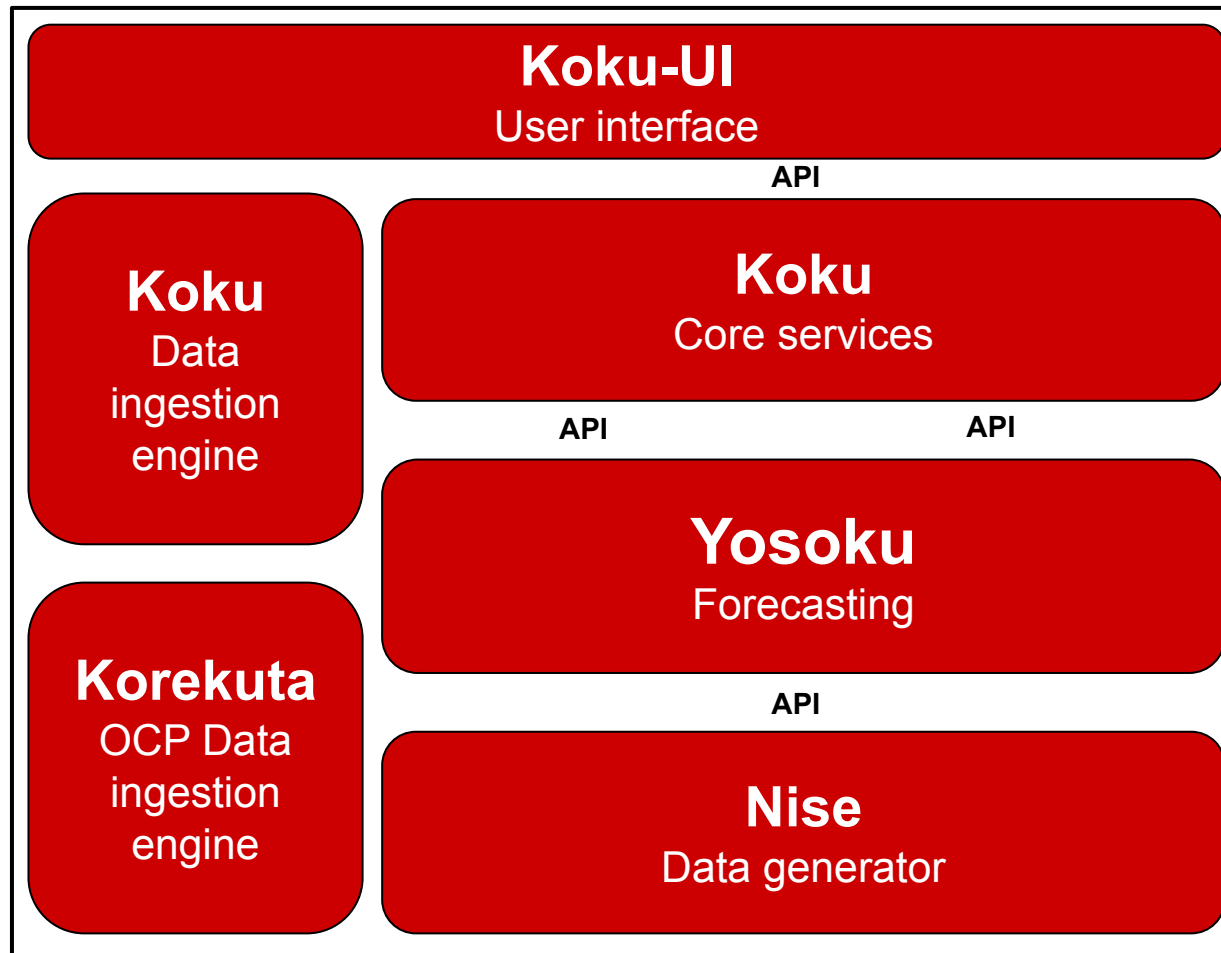 Koku-UI
User interface
API
Koku
Data
ingestion
engine
Koku
Core services
API
API
Yosoku
Forecasting
Korekuta
OCP Data
ingestion
engine
API
Nise
Data generator